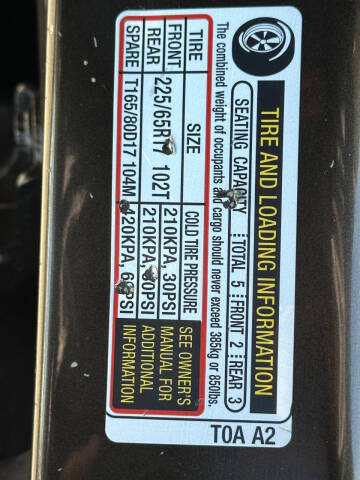 TIRE AND LOADING INFORMATION
SEATING CAPACITY TOTAL 5 FRONT 2 REAR 3
The combined weight of occupants and cargo should never exceed 385kg or 850lbs.
TIRE SIZE COLD TIRE PRESSURE
FRONT 225/65R17 102T 210KPA, 30PSI
REAR 210KPA, 30PSI
SPARE T165/80D17 104M 420KPA, 60PSI
SEE OWNER'S
MANUAL FOR
ADDITIONAL
INFORMATION
T0A A2